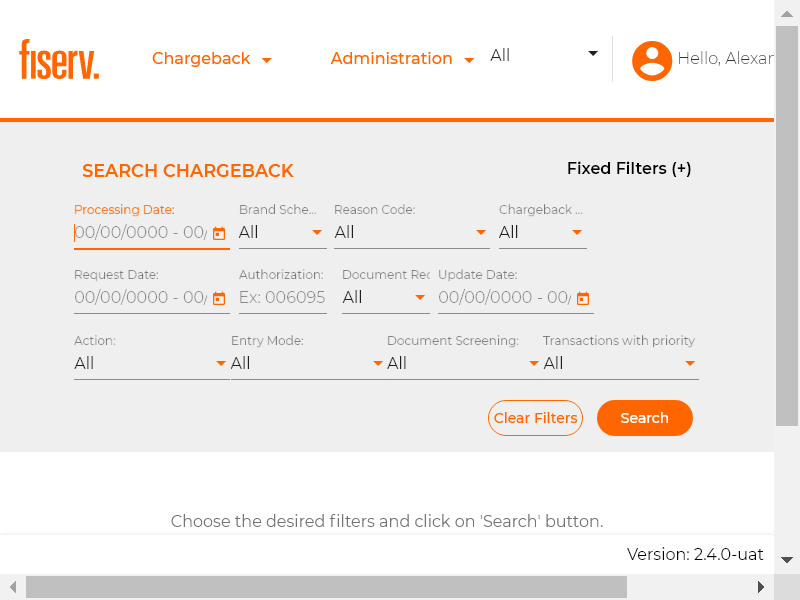 fiserv.
Chargeback
Administration
All
Hello, Alexar
SEARCH CHARGEBACK
Fixed Filters (+)
Processing Date:
Brand Sche...
Reason Code:
Chargeback ...
00/00/0000 - 00/
All
All
All
Request Date:
Authorization:
Document Rec
Update Date:
00/00/0000 - 00/
Ex: 006095
All
00/00/0000 - 00/
Action:
Entry Mode:
Document Screening:
Transactions with priority
All
All
All
All
Clear Filters
Search
Choose the desired filters and click on 'Search' button.
Version: 2.4.0-uat